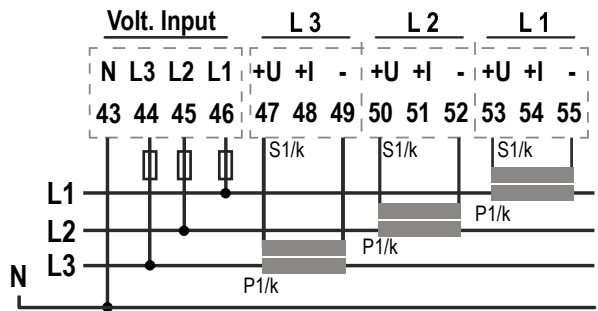 Volt. Input L 3 L 2 L 1
N L3 L2 L1 +U +I - +U +I - +U +I -
43 44 45 46 47 48 49 50 51 52 53 54 55
S1/k S1/k S1/k
L1
P1/k
L2
P1/k
L3
N
P1/k